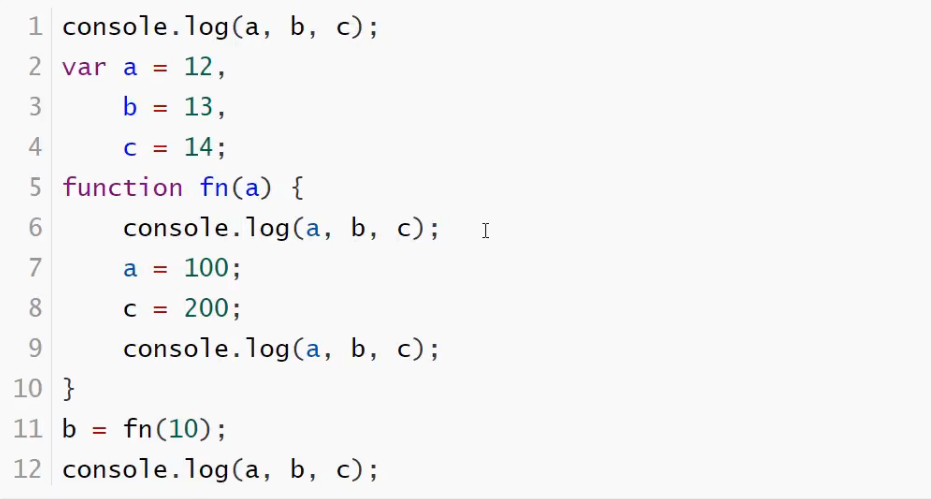 1 console.log(a, b, c);
2 var a = 12,
3     b = 13,
4     c = 14;
5 function fn(a) {
6     console.log(a, b, c);
7     a = 100;
8     c = 200;
9     console.log(a, b, c);
10 }
11 b = fn(10);
12 console.log(a, b, c);